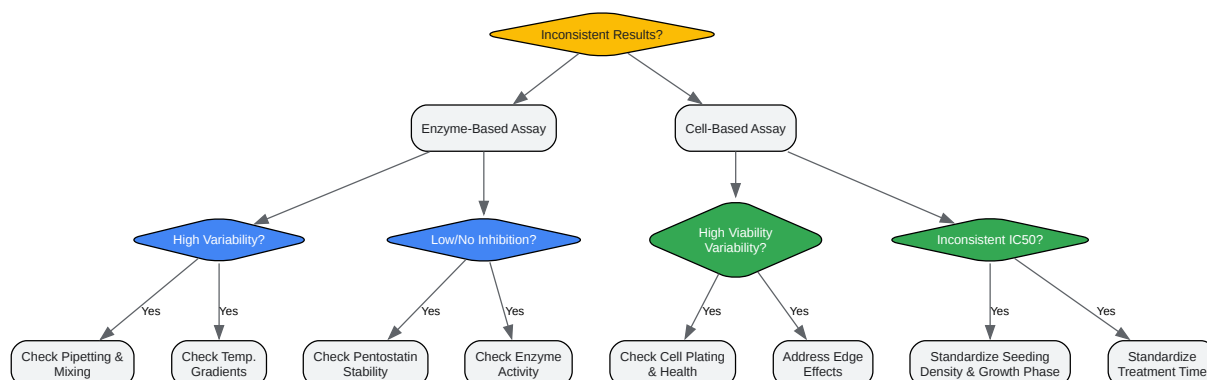 Inconsistent Results?
Enzyme-Based Assay
Cell-Based Assay
High Variability?
Low/No Inhibition?
High Viability
Variability?
Inconsistent IC50?
Yes
Yes
Yes
Yes
Yes
Yes
Yes
Yes
Check Pipetting &
Mixing
Check Temp.
Gradients
Check Pentostatin
Stability
Check Enzyme
Activity
Check Cell Plating
& Health
Address Edge
Effects
Standardize Seeding
Density & Growth Phase
Standardize
Treatment Time